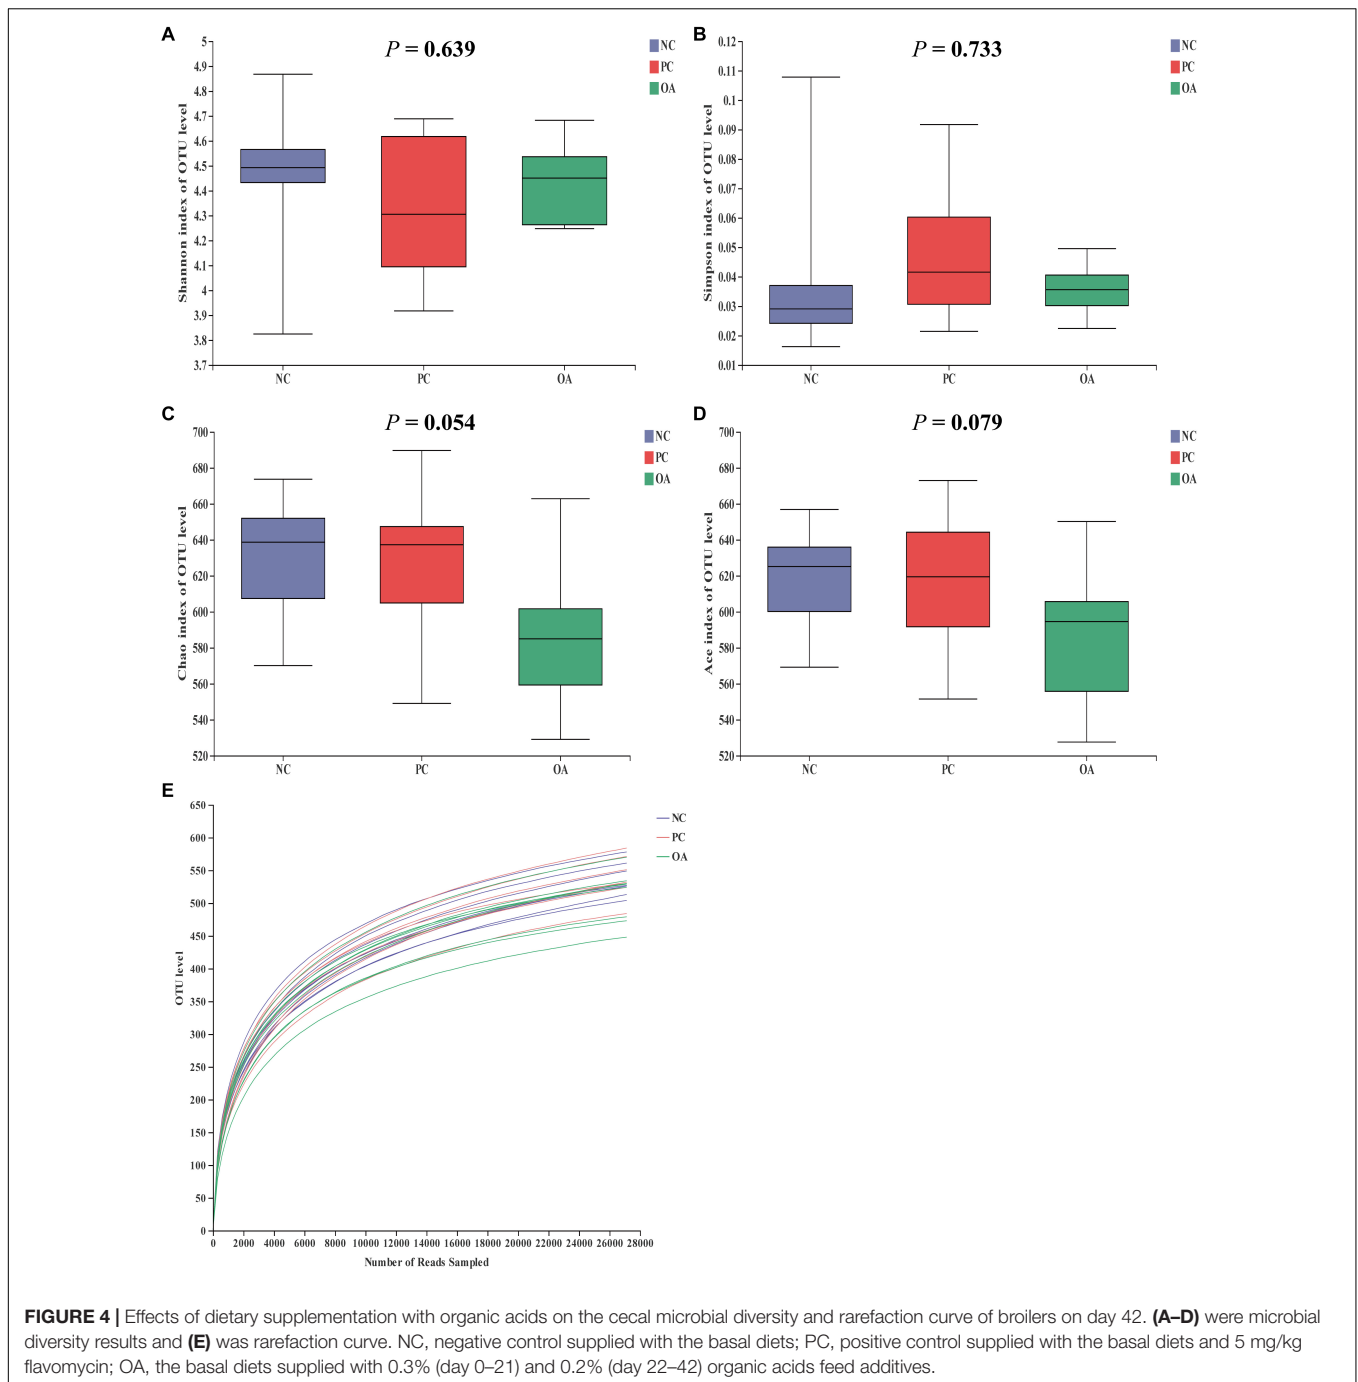 A
P = 0.639
NC
PC
OA
Shannon index of OTU level
5
4.9
4.8
4.7
4.6
4.5
4.4
4.3
4.2
4.1
4
3.9
3.8
3.7
NC PC OA
B
P = 0.733
NC
PC
OA
Simpson index of OTU level
0.12
0.11
0.1
0.09
0.08
0.07
0.06
0.05
0.04
0.03
0.02
0.01
NC PC OA
C
P = 0.054
NC
PC
OA
Chao index of OTU level
700
680
660
640
620
600
580
560
540
520
NC PC OA
D
P = 0.079
NC
PC
OA
Ace index of OTU level
700
680
660
640
620
600
580
560
540
520
NC PC OA
E
NC
PC
OA
OTU level
650
600
550
500
450
400
350
300
250
200
150
100
50
0
0 2000 4000 6000 8000 10000 12000 14000 16000 18000 20000 22000 24000 26000 28000
Number of Reads Sampled
FIGURE 4 | Effects of dietary supplementation with organic acids on the cecal microbial diversity and rarefaction curve of broilers on day 42. (A–D) were microbial
diversity results and (E) was rarefaction curve. NC, negative control supplied with the basal diets; PC, positive control supplied with the basal diets and 5 mg/kg
flavomycin; OA, the basal diets supplied with 0.3% (day 0–21) and 0.2% (day 22–42) organic acids feed additives.